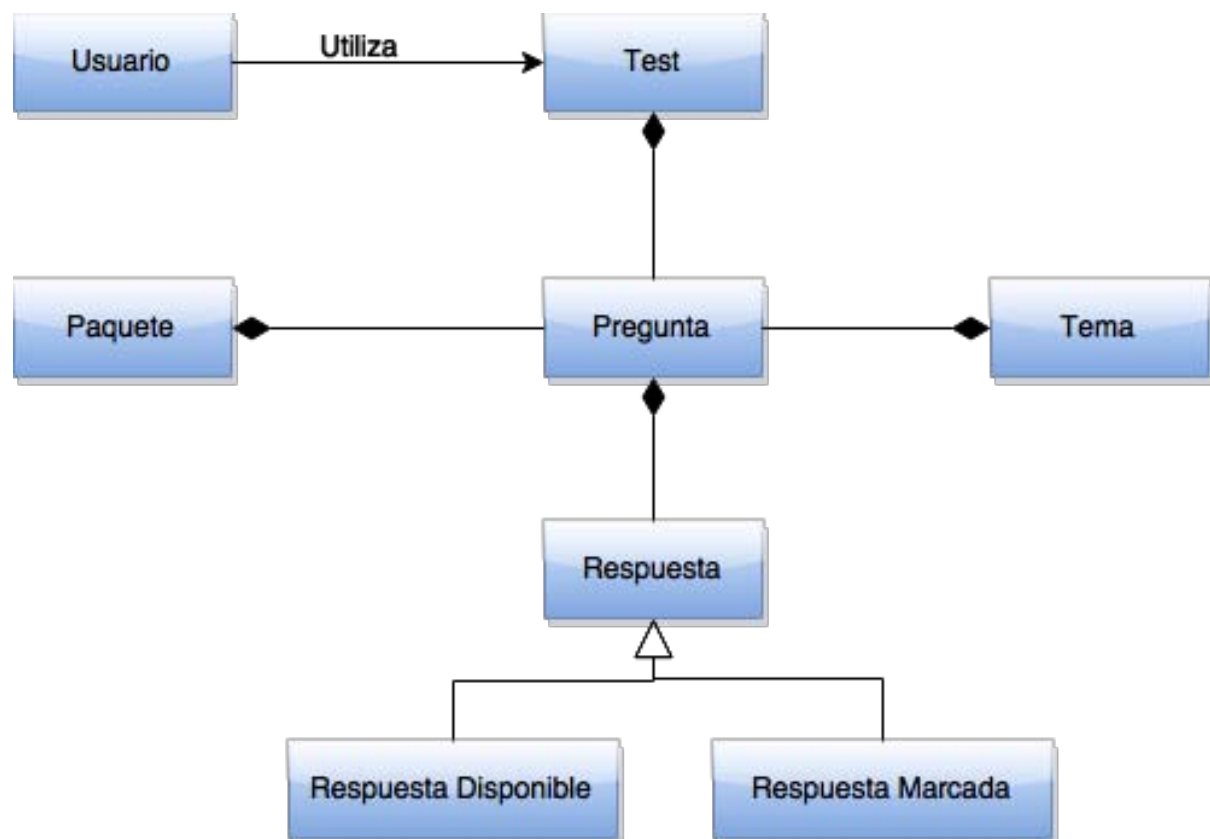 Usuario
Utiliza
Test
Paquete
Pregunta
Tema
Respuesta
Respuesta Disponible
Respuesta Marcada